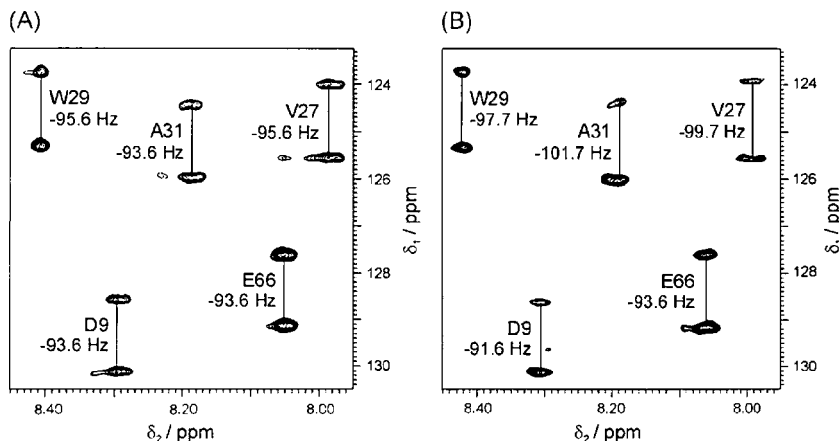 (A)
W29
-95.6 Hz
A31
-93.6 Hz
V27
-95.6 Hz
E66
-93.6 Hz
D9
-93.6 Hz
124
126
128
130
δ₁ / ppm
8.40
8.20
8.00
δ₂ / ppm
(B)
W29
-97.7 Hz
A31
-101.7 Hz
V27
-99.7 Hz
E66
-93.6 Hz
D9
-91.6 Hz
124
126
128
130
δ₁ / ppm
8.40
8.20
8.00
δ₂ / ppm